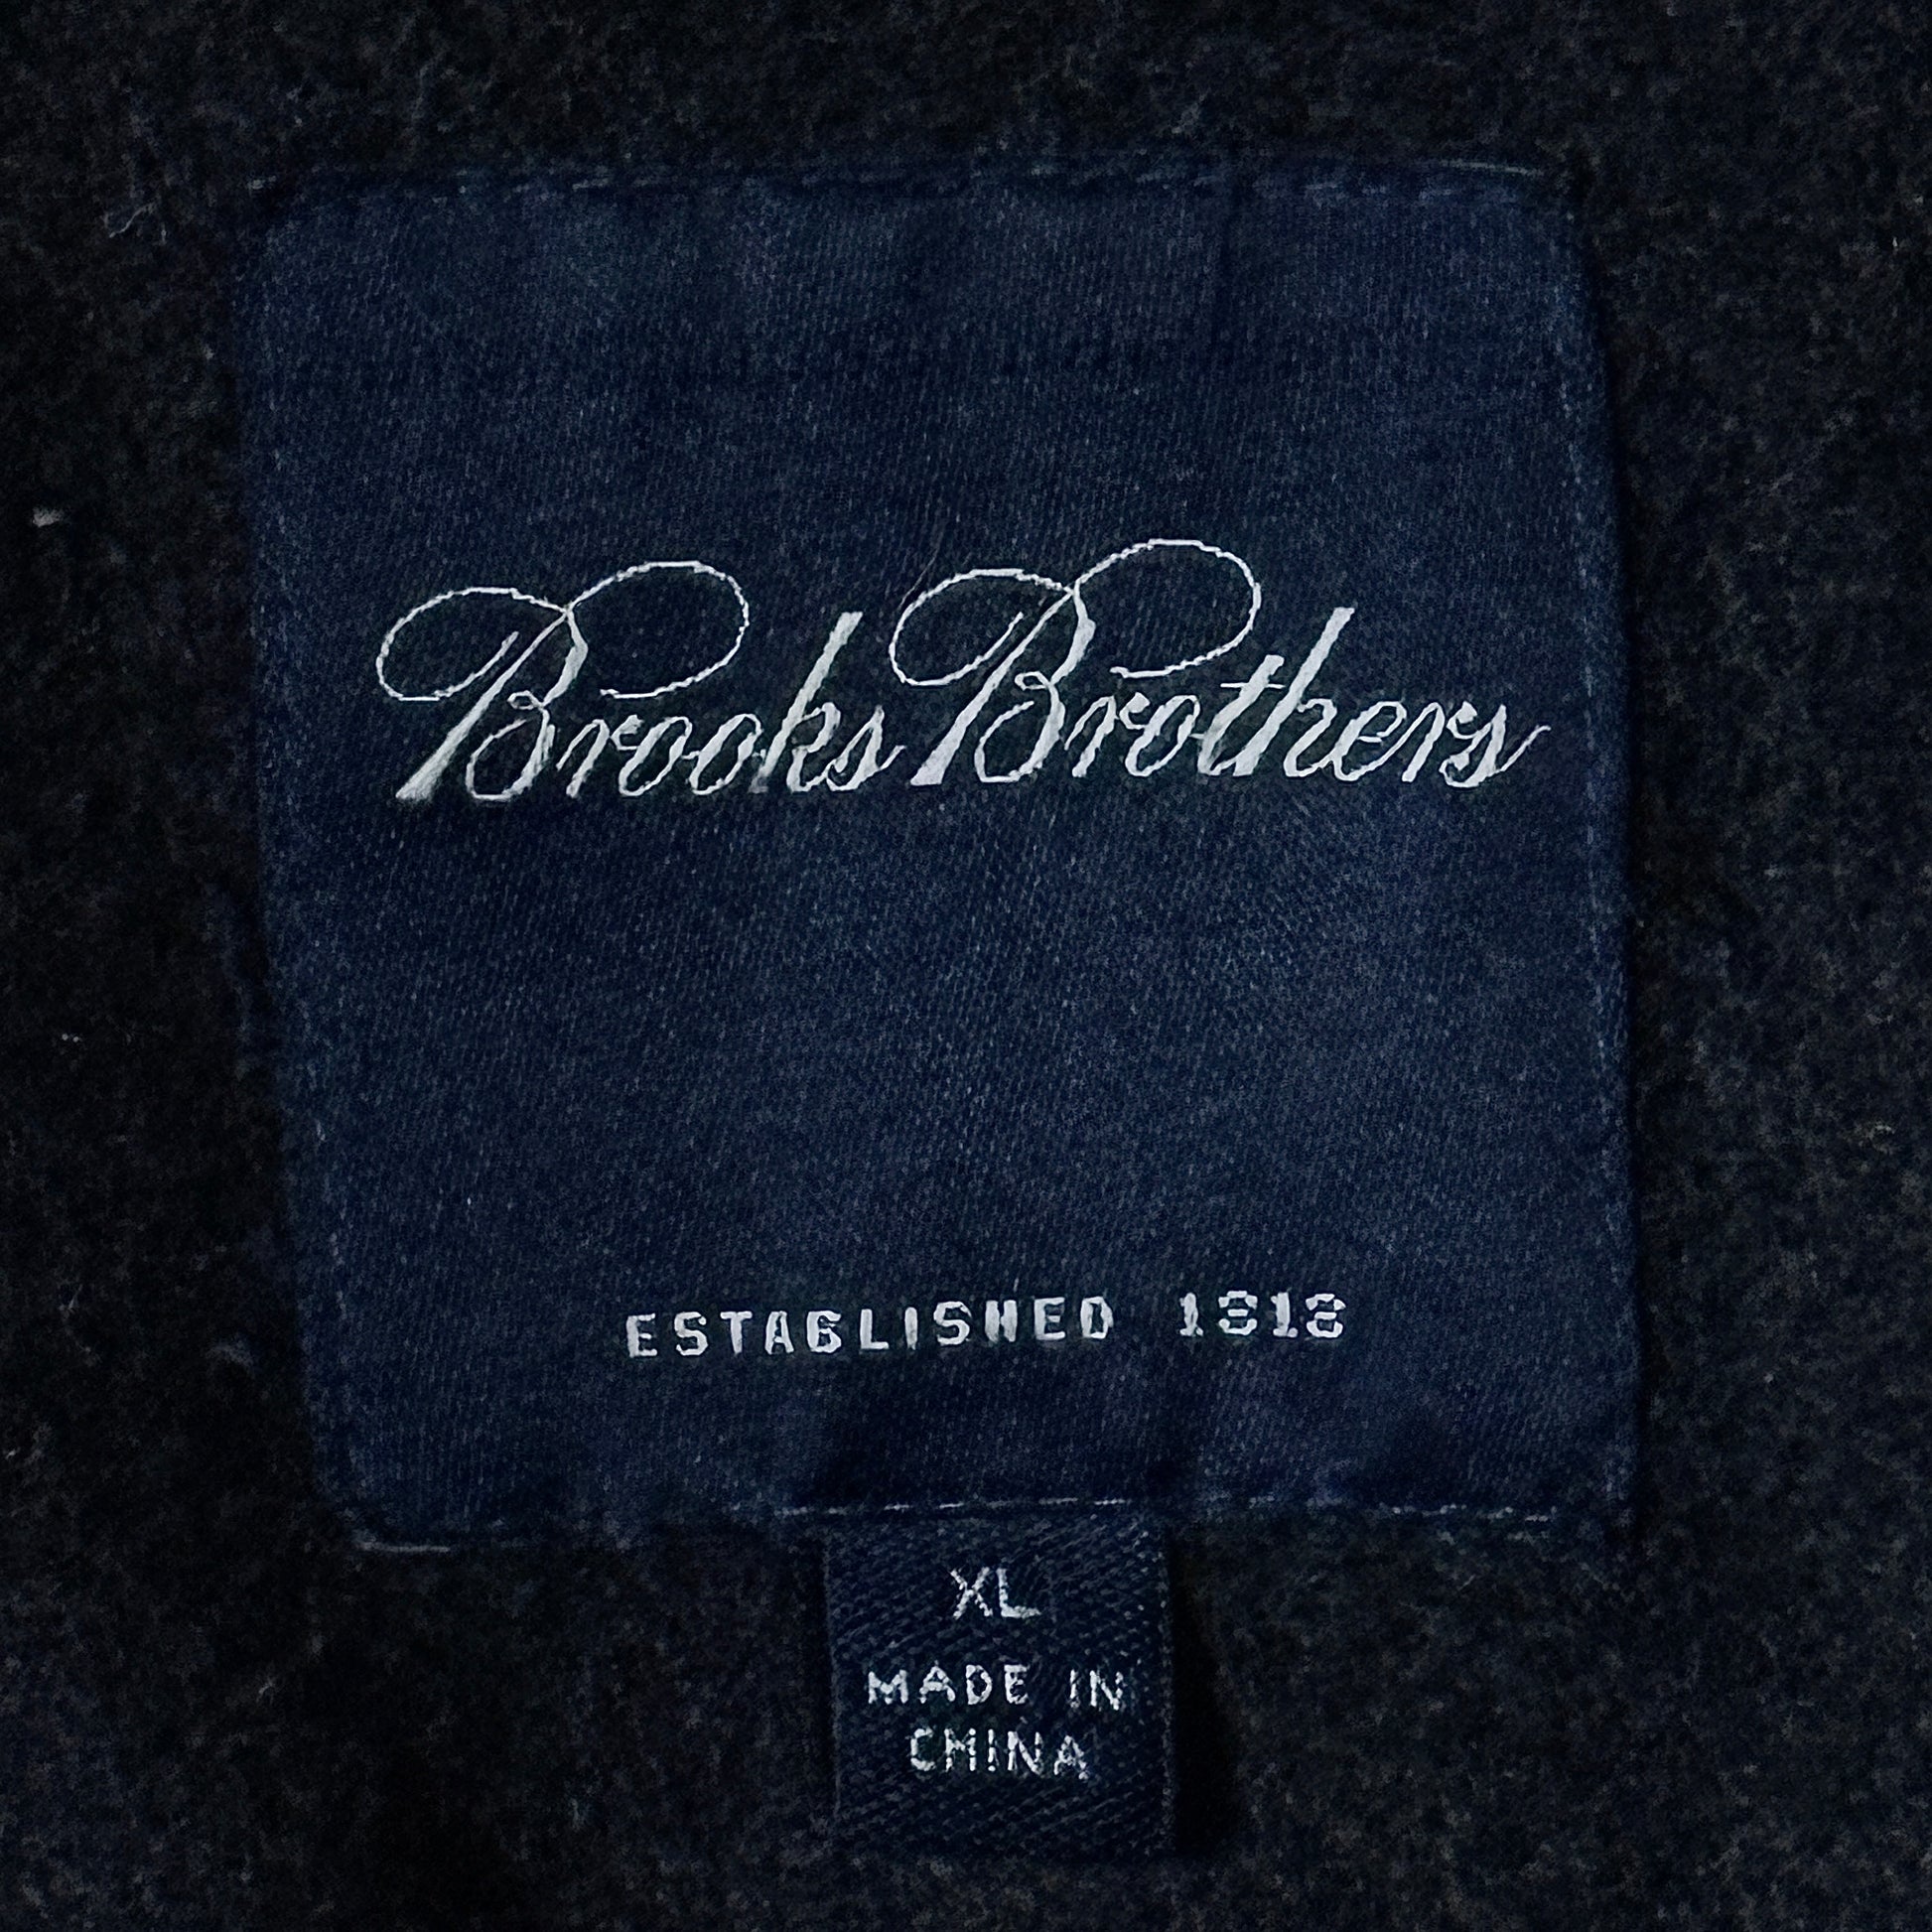 Brooks Brothers
ESTABLISHED 1818
XL
MADE IN
CHINA